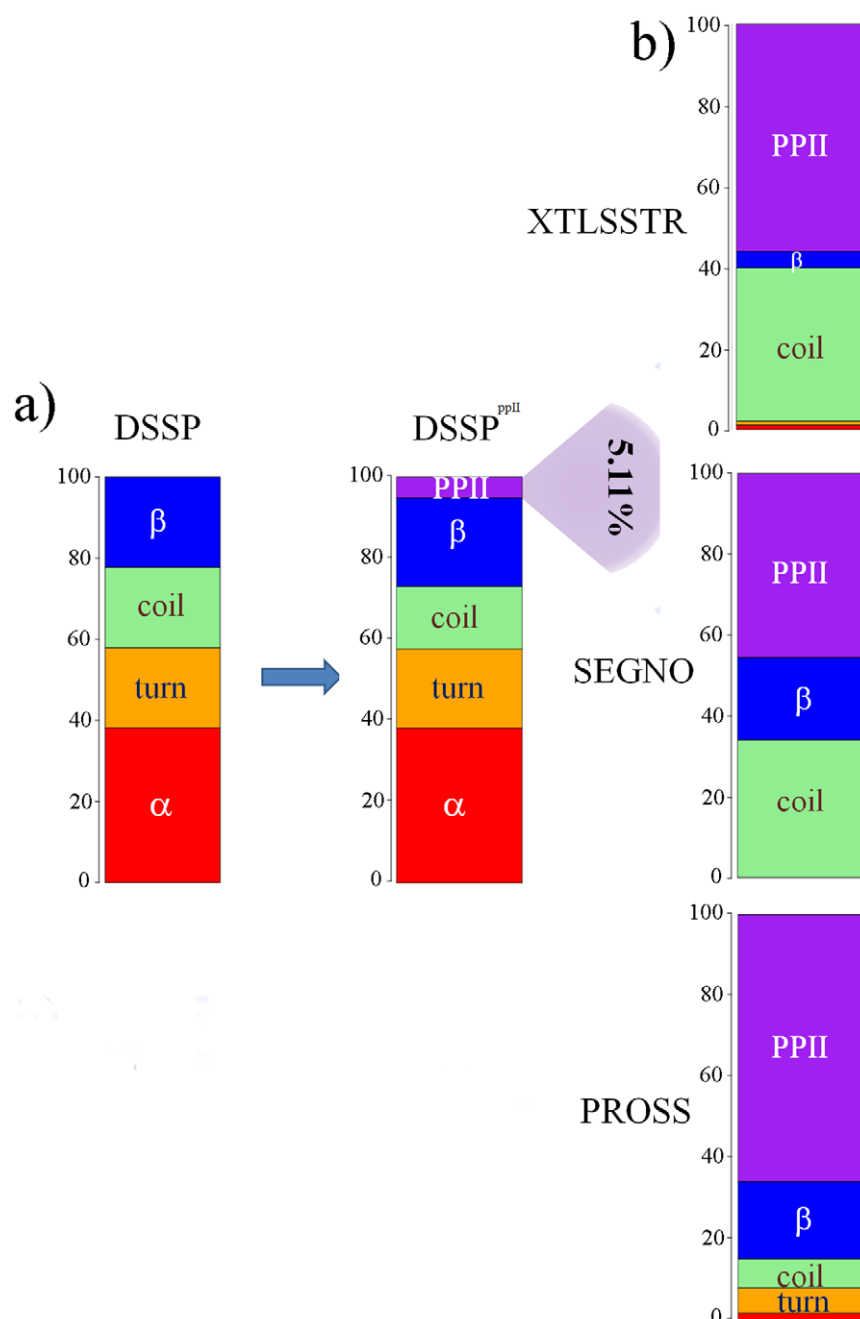 a)
DSSP
100
80
60
40
20
0
β
coil
turn
α
DSSP ppII
100
80
60
40
20
0
PPII
β
coil
turn
α
5.11%
b)
XTLSSTR
100
80
60
40
20
0
PPII
β
coil
SEGNO
100
80
60
40
20
0
PPII
β
coil
PROSS
100
80
60
40
20
0
PPII
β
coil
turn